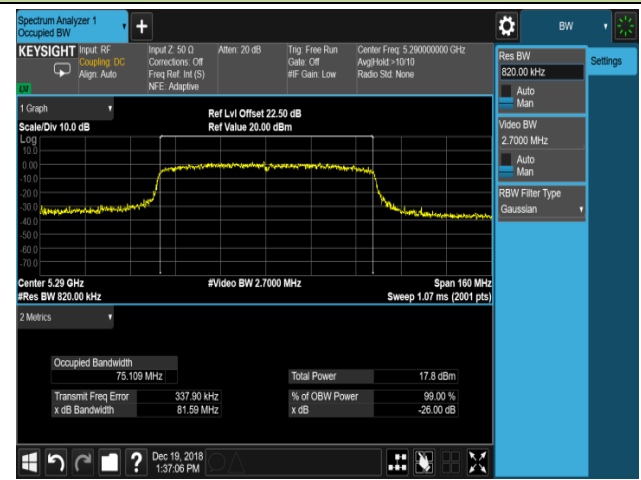 Spectrum Analyzer 1
Occupied BW
+
BW
KEYSIGHT
Input: RF
Coupling: DC
Align: Auto
Input Z: 50 Ω
Corrections: Off
Freq Ref: Int (S)
NFE: Adaptive
Atten: 20 dB
Trig: Free Run
Gate: Off
#IF Gain: Low
Center Freq: 5.290000000 GHz
Avg|Hold:>10/10
Radio Std: None
LXI
Res BW
820.00 kHz
Auto
Man
Settings
Video BW
2.7000 MHz
Auto
Man
RBW Filter Type
Gaussian
1 Graph
Scale/Div 10.0 dB
Ref Lvl Offset 22.50 dB
Ref Value 20.00 dBm
Log
10.0
0.00
-10.0
-20.0
-30.0
-40.0
-50.0
-60.0
-70.0
Center 5.29 GHz
#Video BW 2.7000 MHz
Span 160 MHz
#Res BW 820.00 kHz
Sweep 1.07 ms (2001 pts)
2 Metrics
Occupied Bandwidth
75.109 MHz
Total Power
17.8 dBm
Transmit Freq Error
337.90 kHz
% of OBW Power
99.00 %
x dB Bandwidth
81.59 MHz
x dB
-26.00 dB
?
Dec 19, 2018
1:37:06 PM